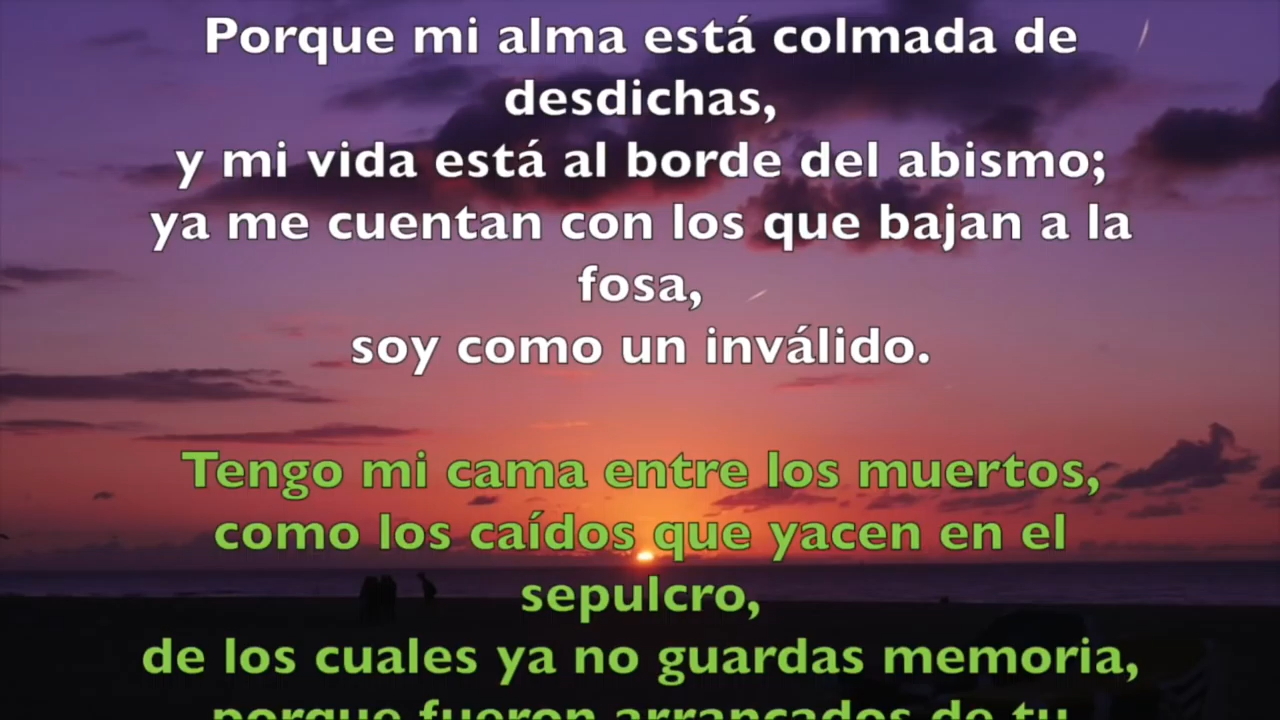 Porque mi alma está colmada de
desdichas,
y mi vida está al borde del abismo;
ya me cuentan con los que bajan a la
fosa,
soy como un inválido.
Tengo mi cama entre los muertos,
como los caídos que yacen en el
sepulcro,
de los cuales ya no guardas memoria,
porque fueron arrancados de tu